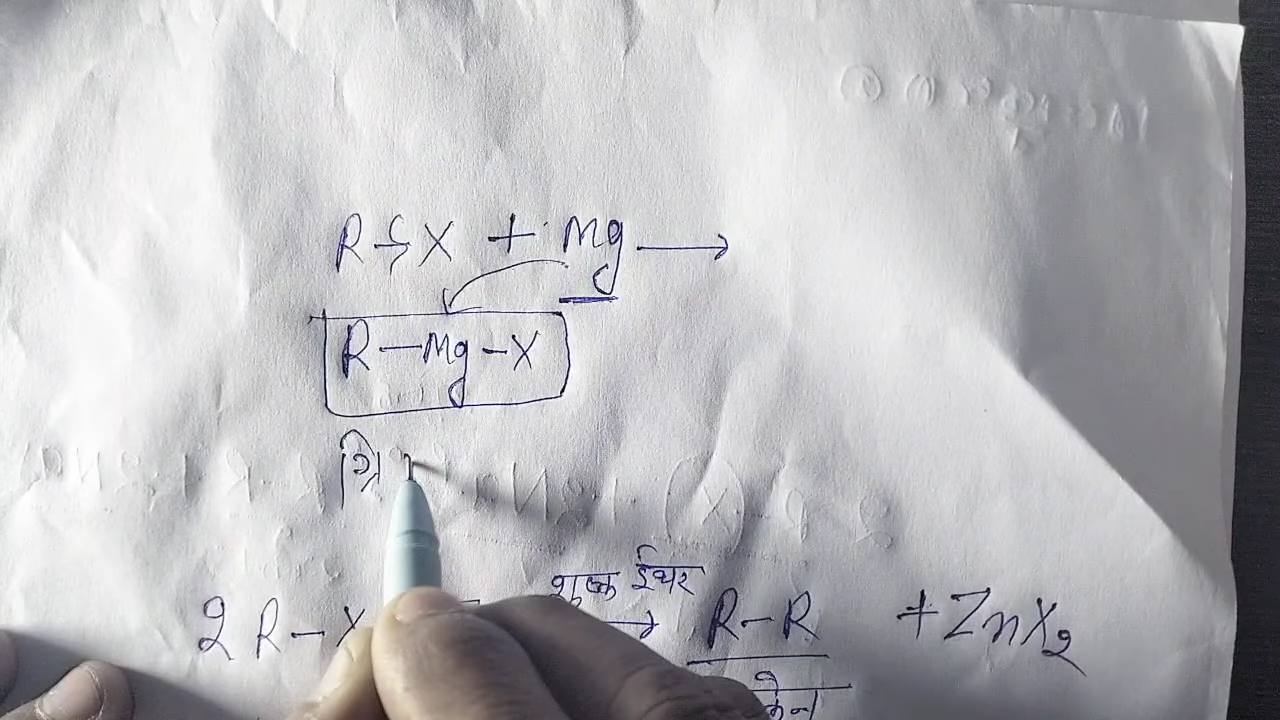 R-X + Mg →
R-Mg-X
शुष्क ईथर
2 R-X → R-R + ZnX₂